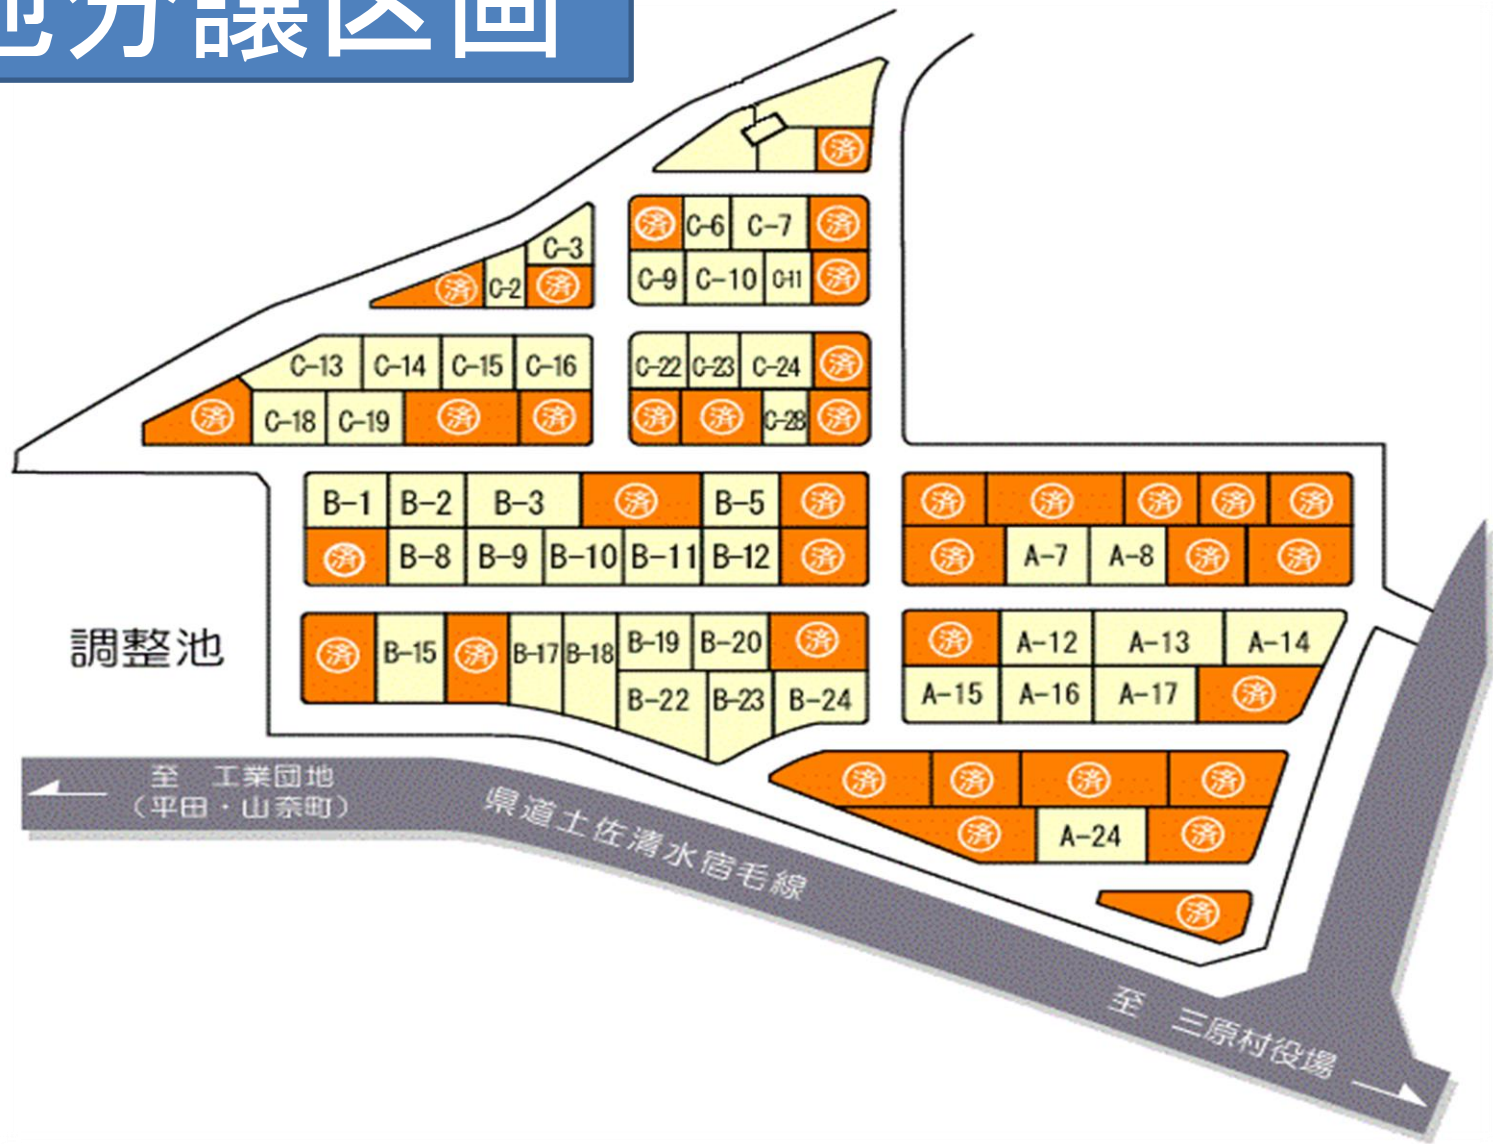 地分譲区画
済
済 C-6 C-7 済
C-3
C-9 C-10 C-11 済
済 C-2 済
C-13 C-14 C-15 C-16 C-22 C-23 C-24 済
済 C-18 C-19 済 済 済 済 C-28 済
B-1 B-2 B-3 済 B-5 済 済 済 済 済 済
済 B-8 B-9 B-10 B-11 B-12 済 済 A-7 A-8 済 済
調整池
済 B-15 済 B-17 B-18 B-19 B-20 済 済 A-12 A-13 A-14
B-22 B-23 B-24 A-15 A-16 A-17 済
済 済 済 済
済 A-24 済
済
至 工業団地
(平田・山奈町)
県道土佐清水宿毛線
至 三原村役場